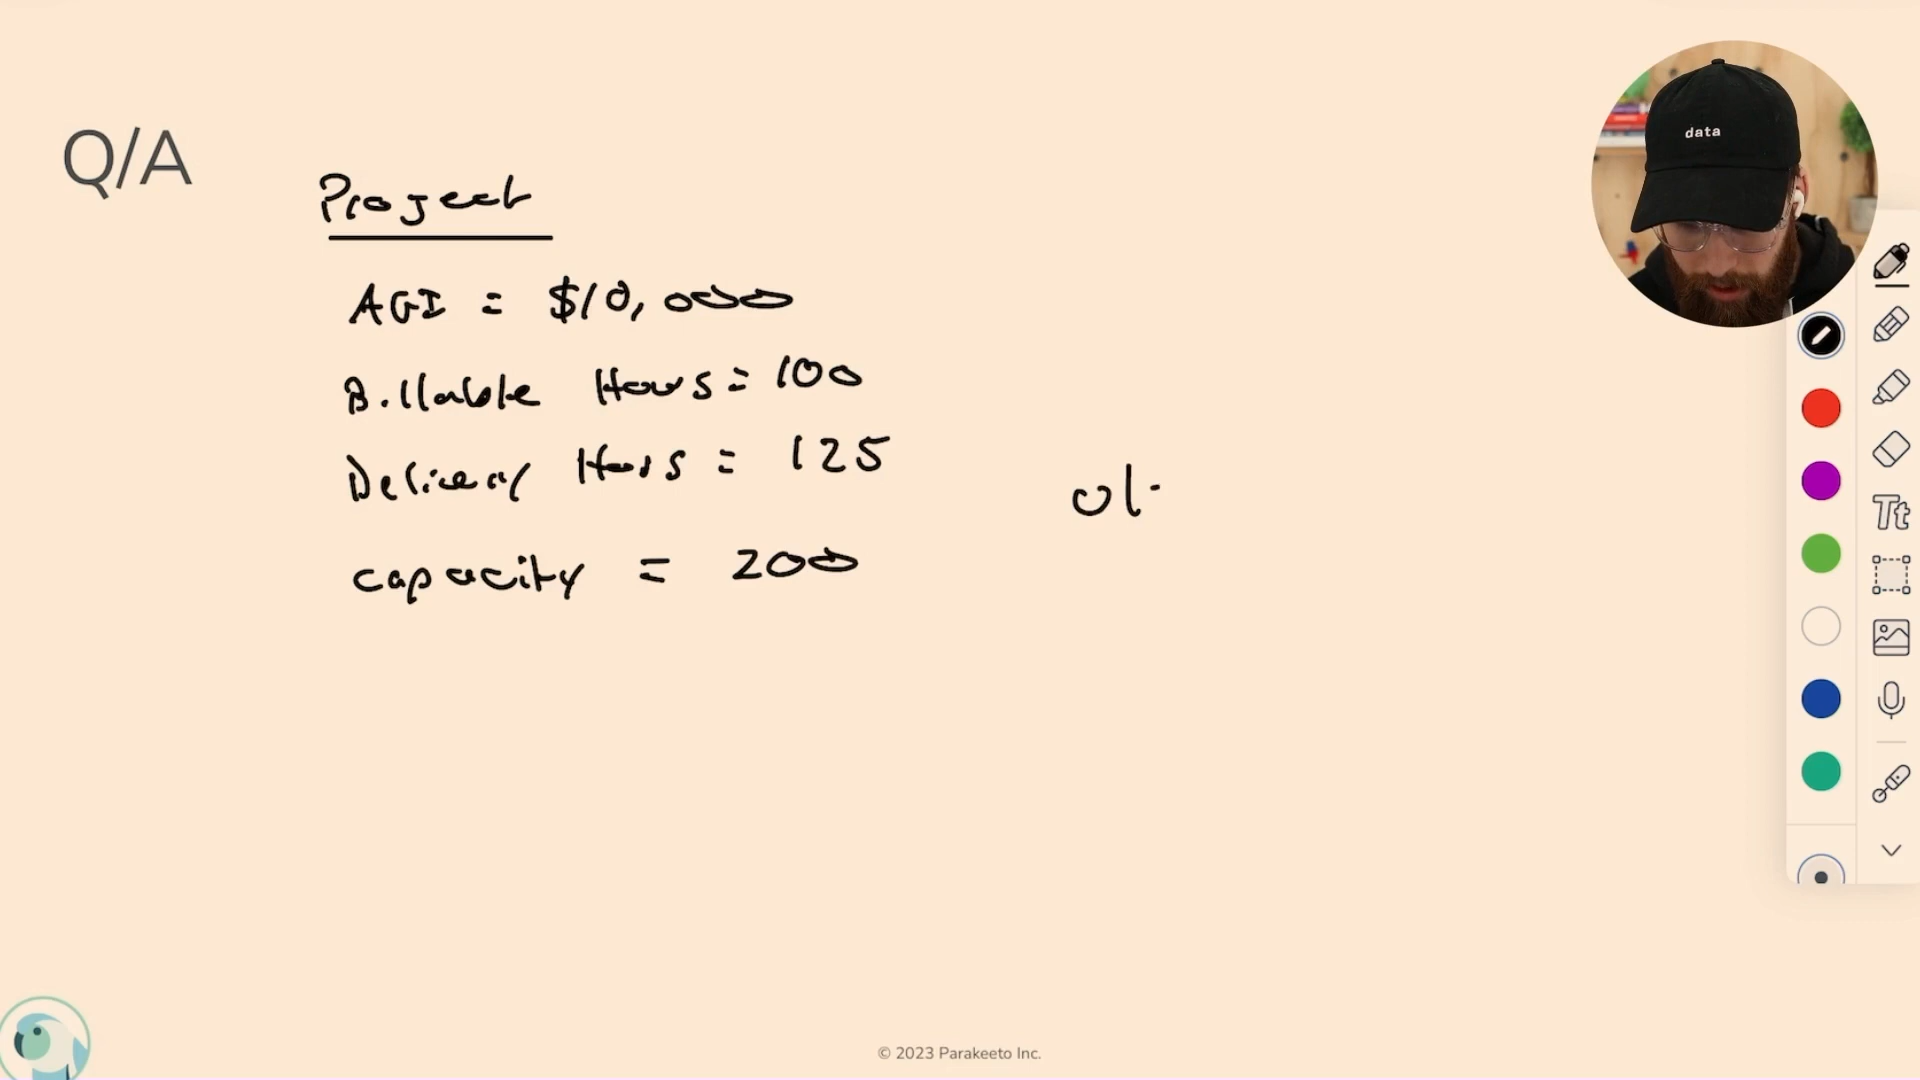 Q/A
data
Project
AGI = $10,000
Billable Hours = 100
Delivery Hours = 125
capacity = 200
Tt
© 2023 Parakeeto Inc.